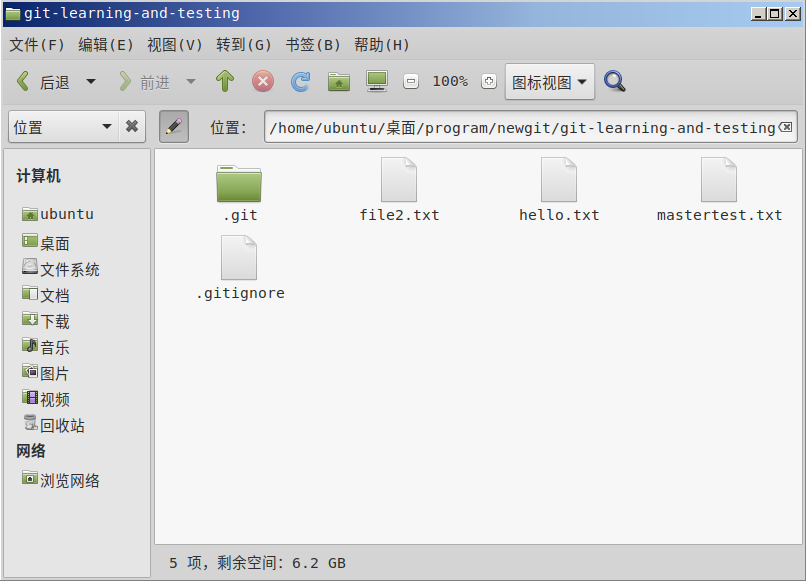 git-learning-and-testing
文件(F) 编辑(E) 视图(V) 转到(G) 书签(B) 帮助(H)
后退 前进 100% 图标视图
位置 位置: /home/ubuntu/桌面/program/newgit/git-learning-and-testing
计算机
ubuntu
桌面
文件系统
文档
下载
音乐
图片
视频
回收站
网络
浏览网络
.git file2.txt hello.txt mastertest.txt
.gitignore
5 项, 剩余空间: 6.2 GB